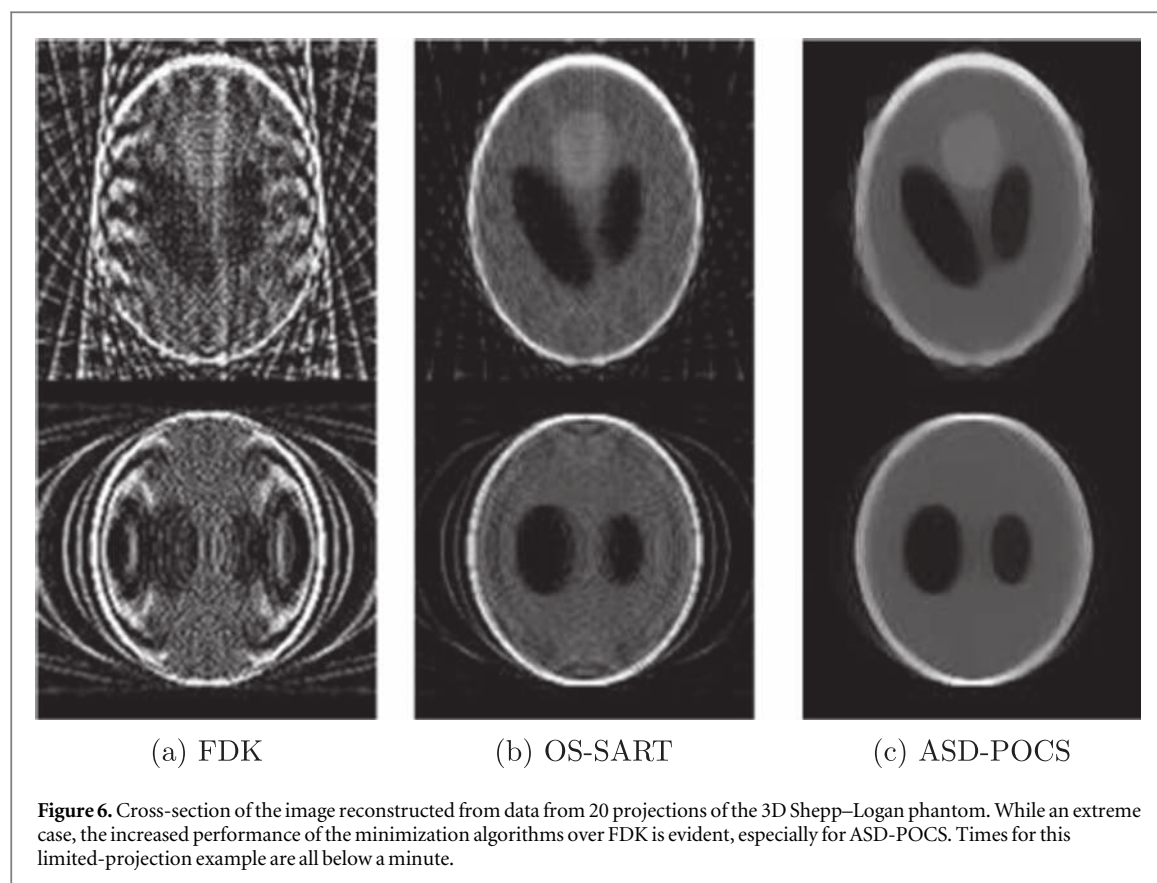 (a) FDK
(b) OS-SART
(c) ASD-POCS
Figure 6. Cross-section of the image reconstructed from data from 20 projections of the 3D Shepp–Logan phantom. While an extreme
case, the increased performance of the minimization algorithms over FDK is evident, especially for ASD-POCS. Times for this
limited-projection example are all below a minute.